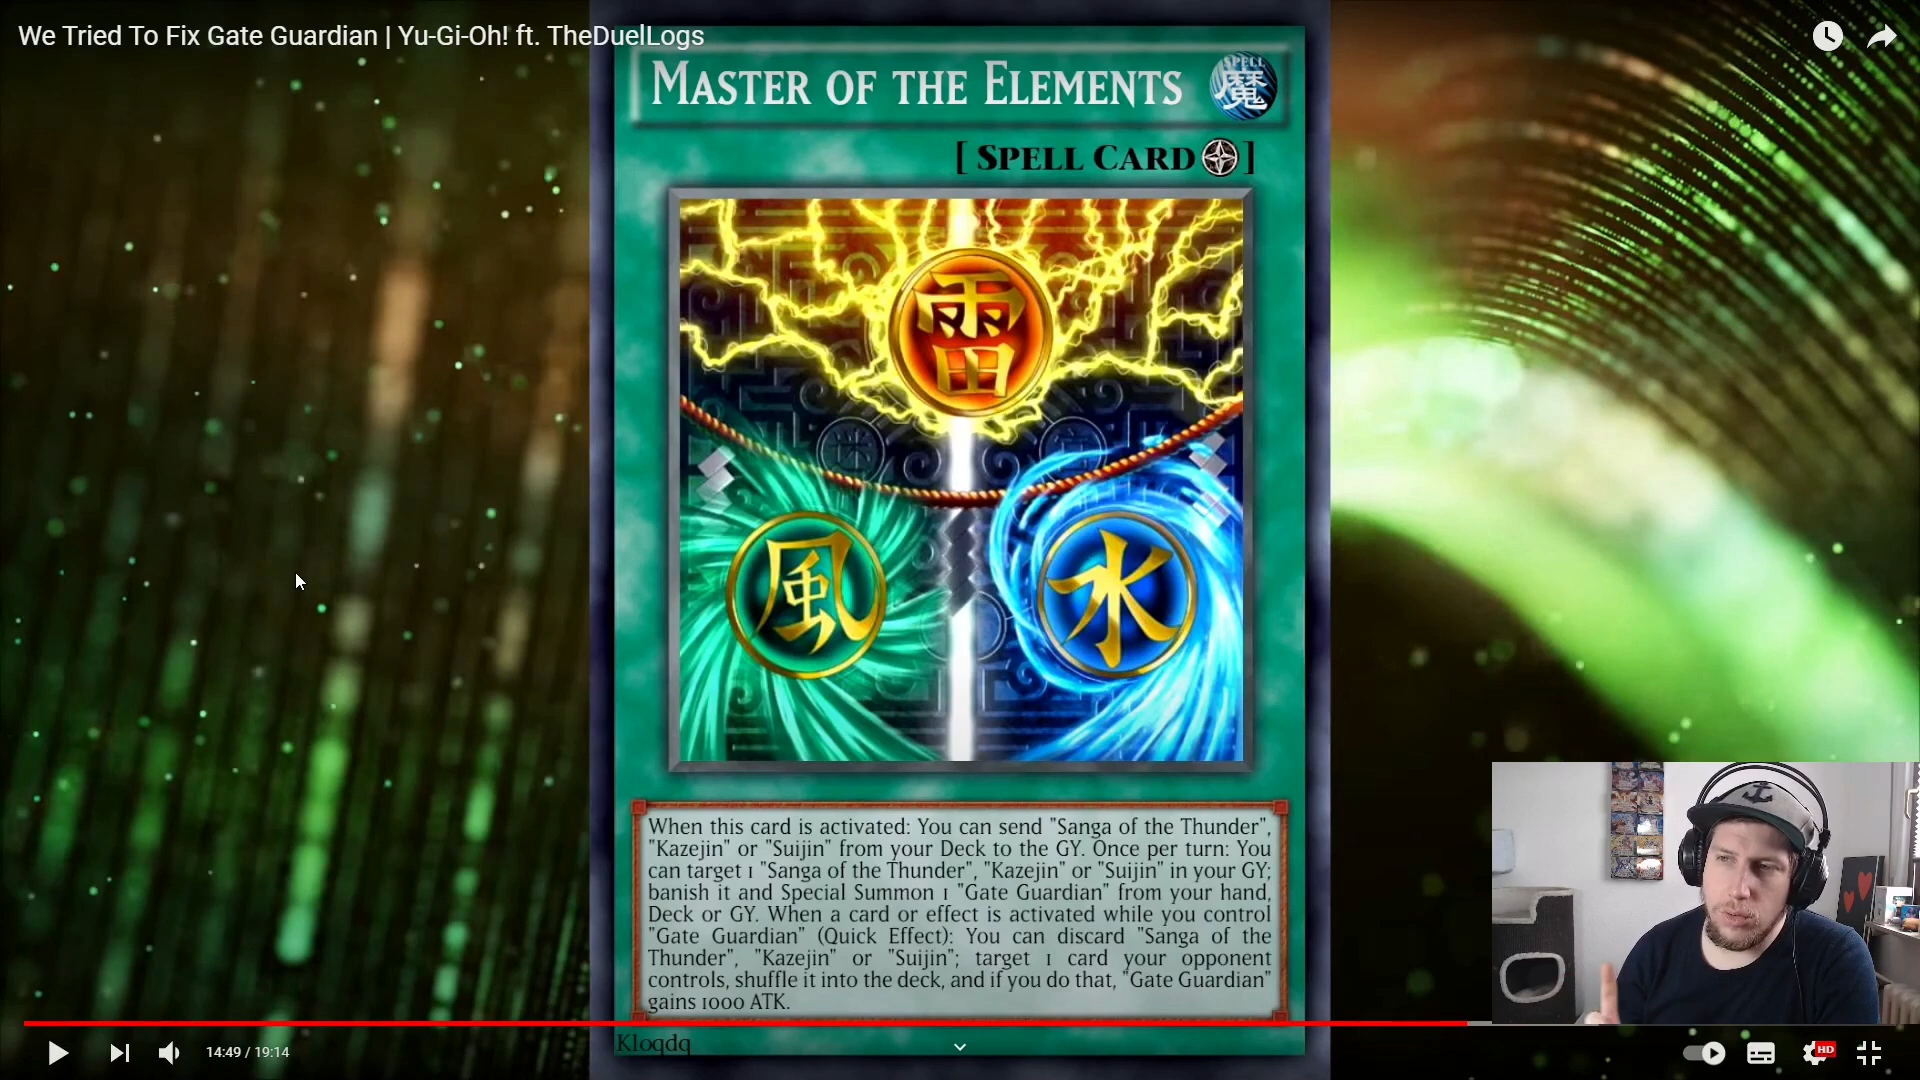 We Tried To Fix Gate Guardian | Yu-Gi-Oh! ft. TheDuelLogs
MASTER OF THE ELEMENTS
SPELL
魔
[ SPELL CARD ]
雷
迷
宮
風
水
When this card is activated: You can send "Sanga of the Thunder",
"Kazejin" or "Suijin" from your Deck to the GY. Once per turn: You
can target 1 "Sanga of the Thunder", "Kazejin" or "Suijin" in your GY;
banish it and Special Summon 1 "Gate Guardian" from your hand,
Deck or GY. When a card or effect is activated while you control
"Gate Guardian" (Quick Effect): You can discard "Sanga of the
Thunder", "Kazejin" or "Suijin"; target 1 card your opponent
controls, shuffle it into the deck, and if you do that, "Gate Guardian"
gains 1000 ATK.
Kloqdq
14:49 / 19:14
HD